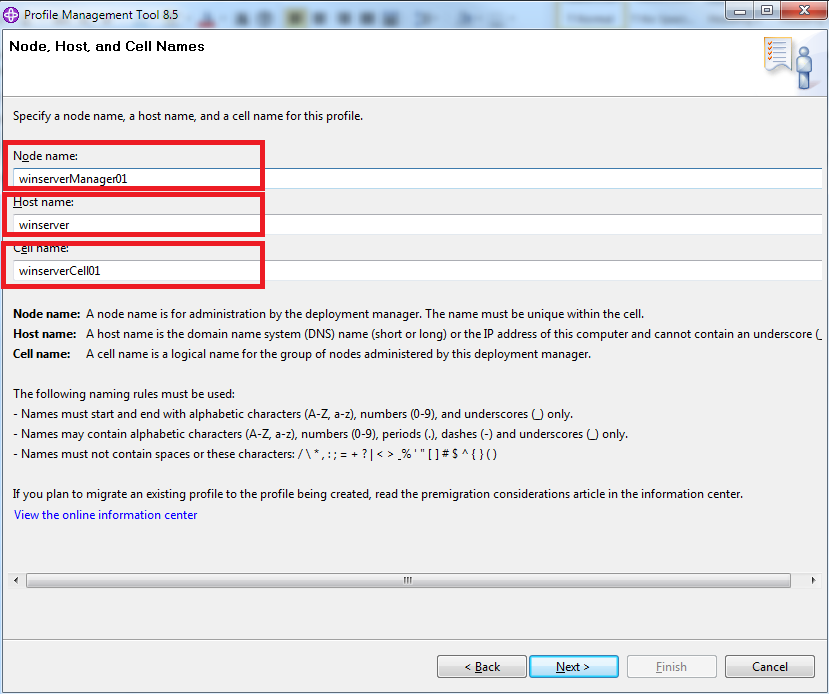 Profile Management Tool 8.5
Node, Host, and Cell Names
Specify a node name, a host name, and a cell name for this profile.
Node name:
winserverManager01
Host name:
winserver
Cell name:
winserverCell01
Node name: A node name is for administration by the deployment manager. The name must be unique within the cell.
Host name: A host name is the domain name system (DNS) name (short or long) or the IP address of this computer and cannot contain an underscore (_
Cell name: A cell name is a logical name for the group of nodes administered by this deployment manager.
The following naming rules must be used:
- Names must start and end with alphabetic characters (A-Z, a-z), numbers (0-9), and underscores (_) only.
- Names may contain alphabetic characters (A-Z, a-z), numbers (0-9), periods (.), dashes (-) and underscores (_) only.
- Names must not contain spaces or these characters: / \ * , : ; = + ? | < > _% ' " [ ] # $ ^ { } ( )
If you plan to migrate an existing profile to the profile being created, read the premigration considerations article in the information center.
View the online information center
< Back
Next >
Finish
Cancel